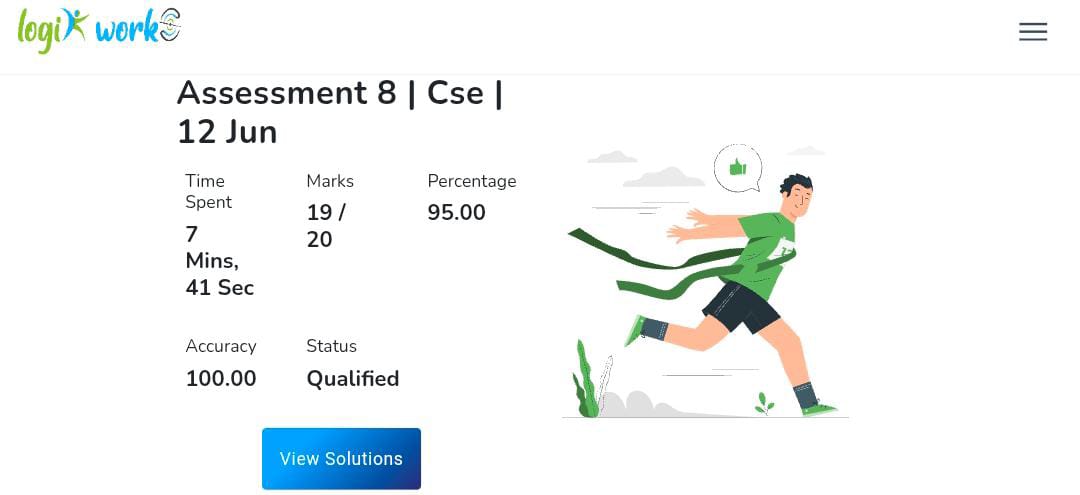 logi works
Assessment 8 | Cse |
12 Jun
Time
Spent
7
Mins,
41 Sec
Marks
19 /
20
Percentage
95.00
Accuracy
100.00
Status
Qualified
View Solutions